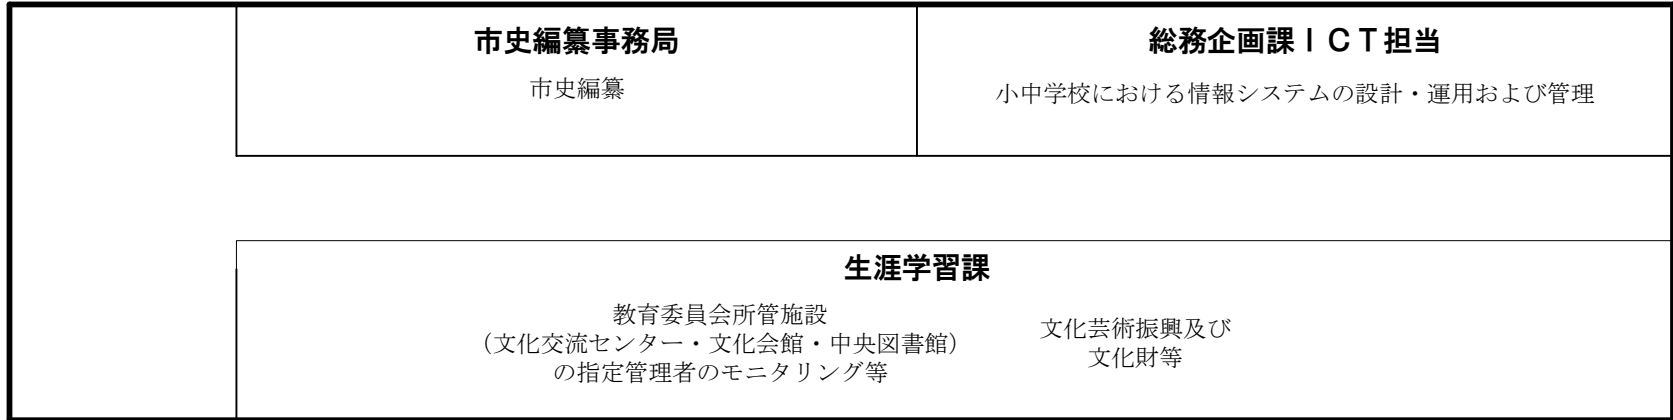 市史編纂事務局
市史編纂
総務企画課ＩＣＴ担当
小中学校における情報システムの設計・運用および管理
生涯学習課
教育委員会所管施設
（文化交流センター・文化会館・中央図書館）
の指定管理者のモニタリング等
文化芸術振興及び
文化財等